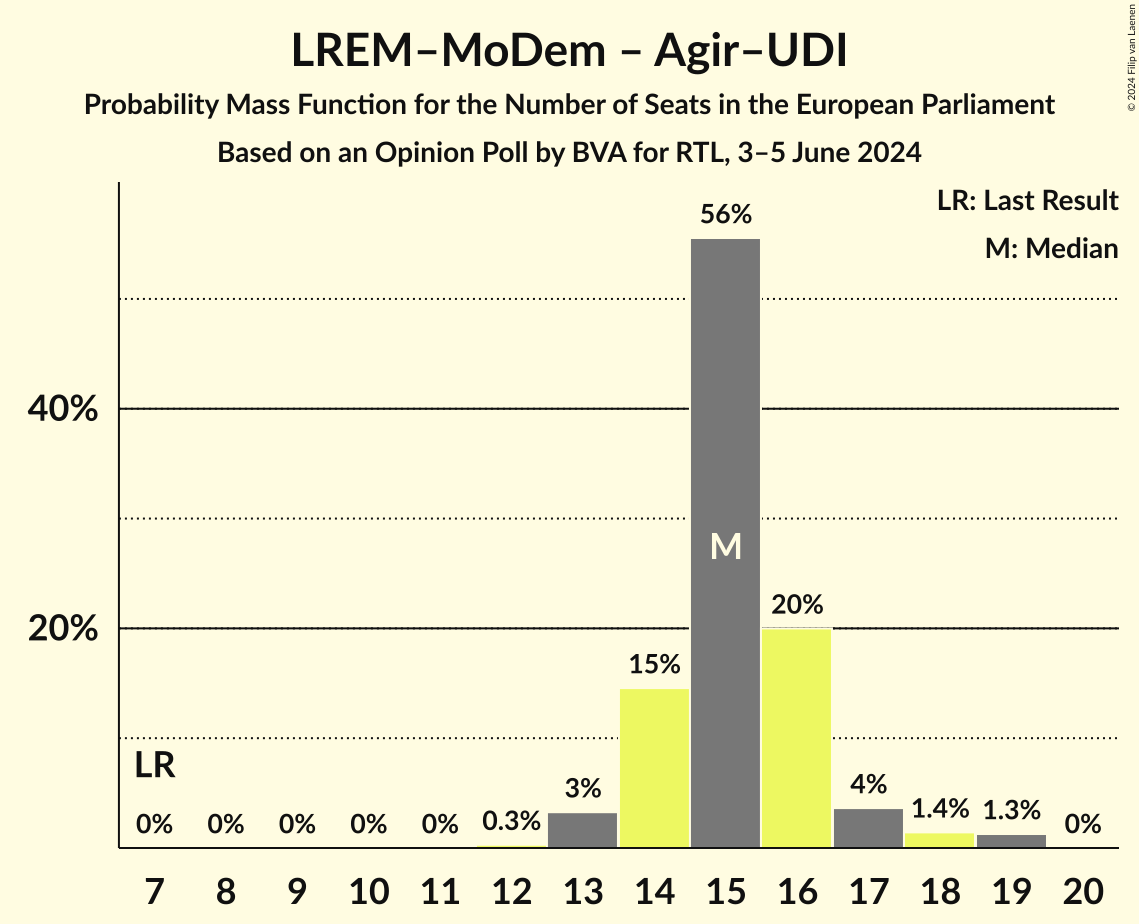 LREM–MoDem – Agir–UDI
Probability Mass Function for the Number of Seats in the European Parliament
Based on an Opinion Poll by BVA for RTL, 3–5 June 2024
© 2024 Filip van Laenen
LR: Last Result
M: Median
56%
40%
M
20%
20%
15%
LR
0%
0%
0%
0%
0%
0.3%
3%
4%
1.4%
1.3%
0%
7 8 9 10 11 12 13 14 15 16 17 18 19 20